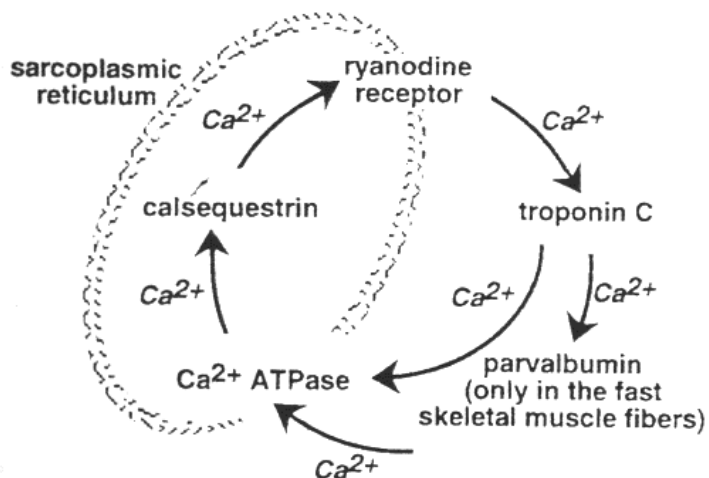 sarcoplasmic
reticulum
ryanodine
receptor
Ca2+
Ca2+
calsequestrin
troponin C
Ca2+
Ca2+
Ca2+
Ca2+ ATPase
parvalbumin
(only in the fast
skeletal muscle fibers)
Ca2+